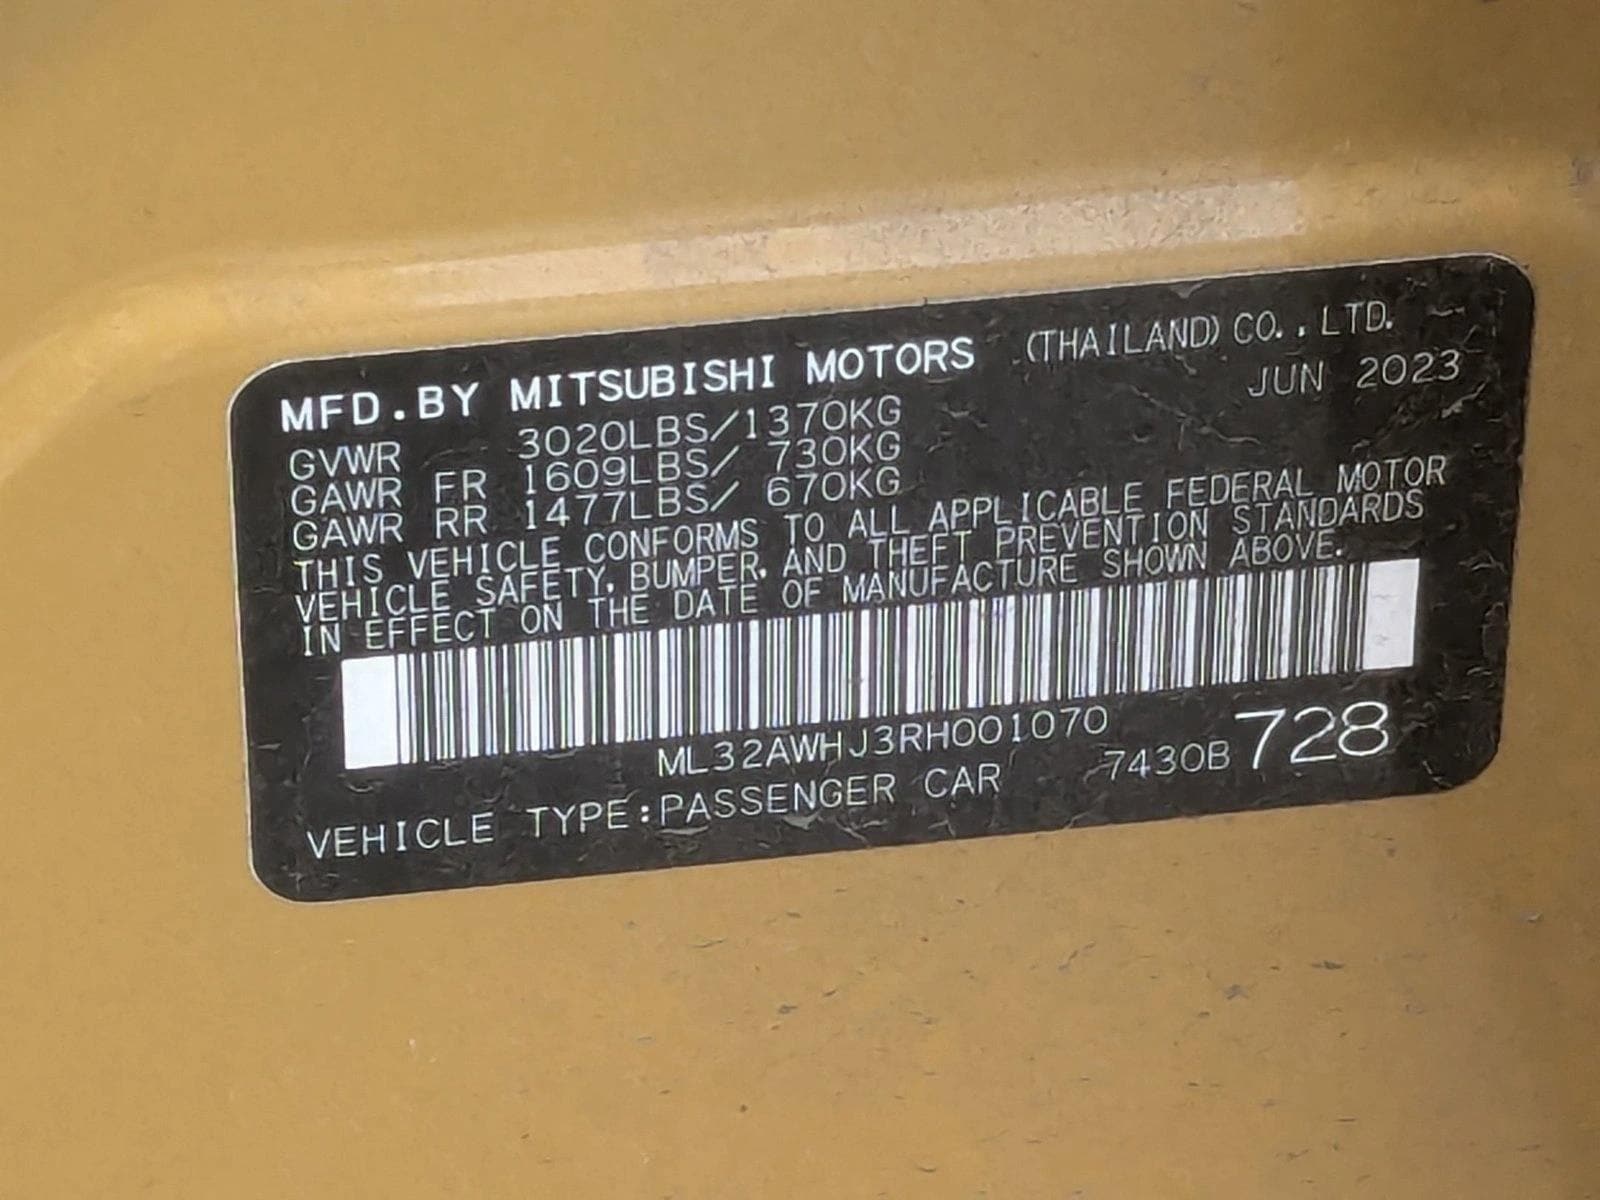 MFD.BY MITSUBISHI MOTORS (THAILAND) CO.,LTD.
JUN 2023
GVWR 3020LBS/1370KG
GAWR FR 1609LBS/ 730KG
GAWR RR 1477LBS/ 670KG
THIS VEHICLE CONFORMS TO ALL APPLICABLE FEDERAL MOTOR
VEHICLE SAFETY, BUMPER, AND THEFT PREVENTION STANDARDS
IN EFFECT ON THE DATE OF MANUFACTURE SHOWN ABOVE.
ML32AWHJ3RH001070
VEHICLE TYPE:PASSENGER CAR 7430B 728